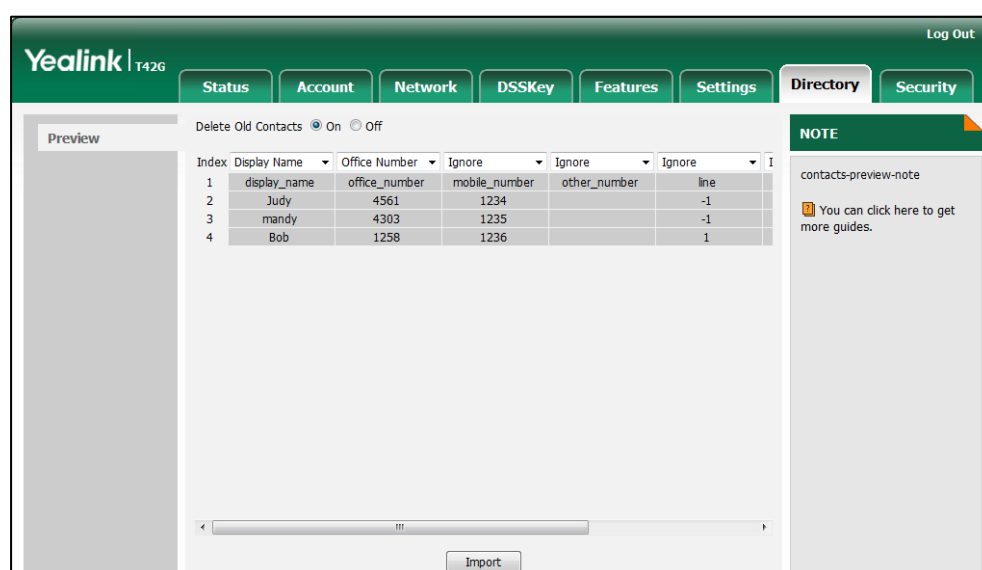 Log Out
Yealink T42G
Status Account Network DSSKey Features Settings Directory Security
Preview
Delete Old Contacts On Off
NOTE
Index Display Name Office Number Ignore Ignore Ignore I
1 display_name office_number mobile_number other_number line
2 Judy 4561 1234 -1
3 mandy 4303 1235 -1
4 Bob 1258 1236 1
contacts-preview-note
You can click here to get
more guides.
Import